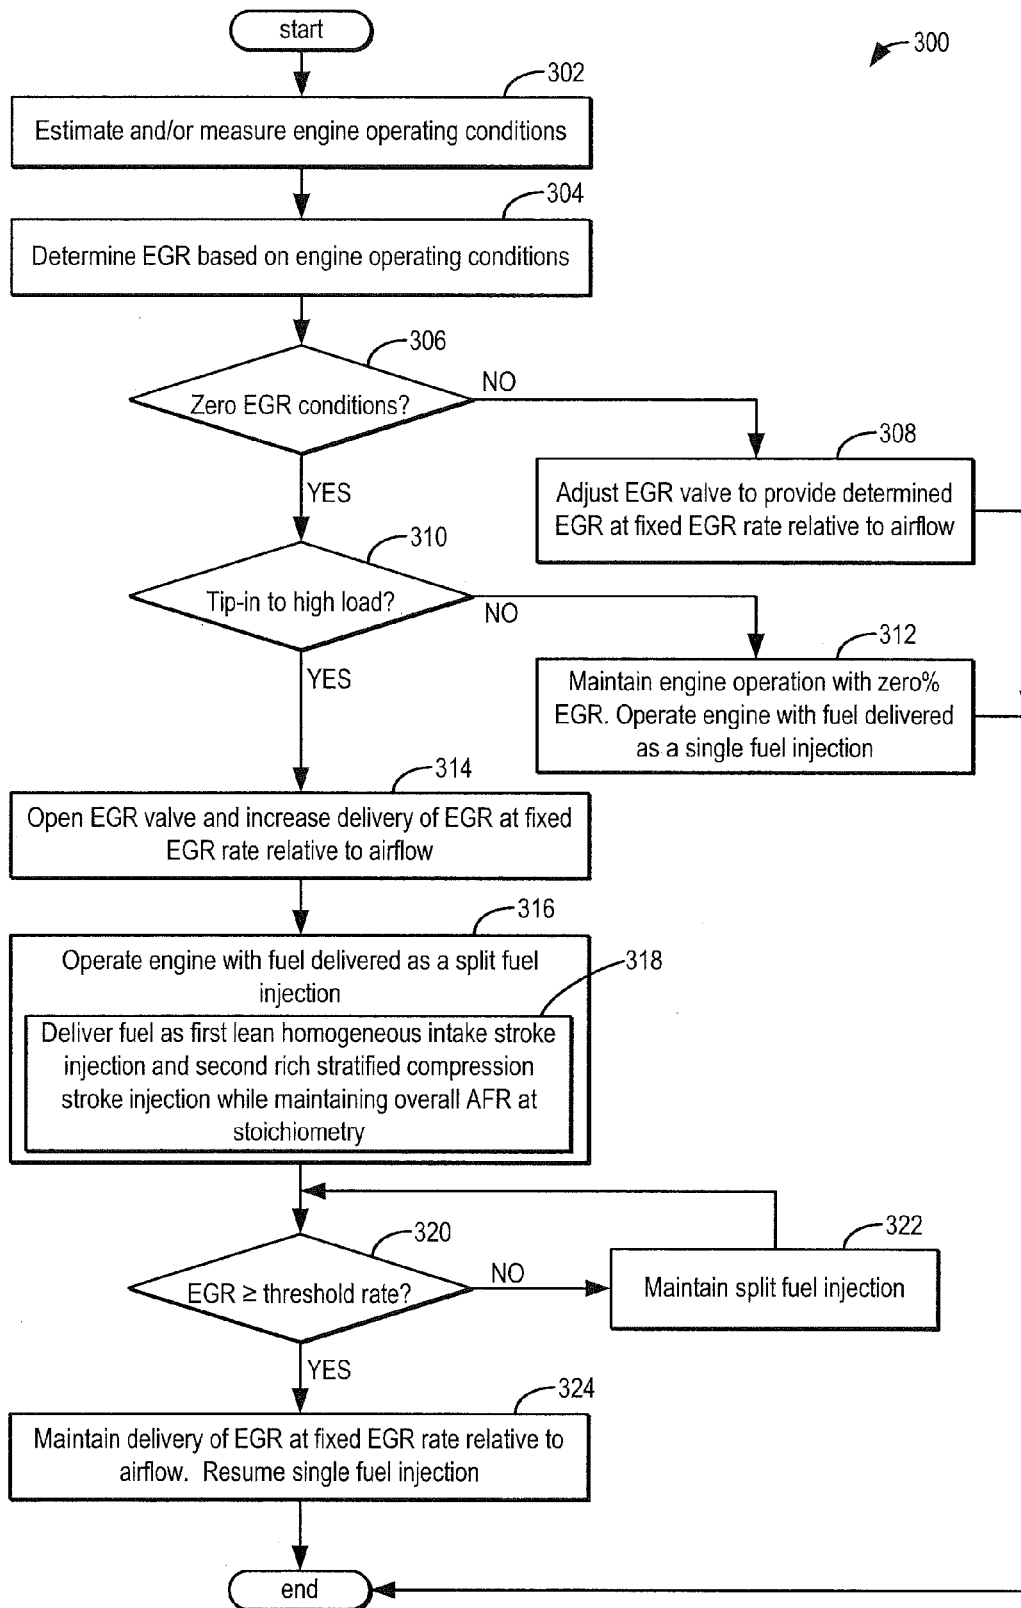 start
300
302
Estimate and/or measure engine operating conditions
304
Determine EGR based on engine operating conditions
306
Zero EGR conditions?
NO
YES
308
Adjust EGR valve to provide determined
EGR at fixed EGR rate relative to airflow
310
Tip-in to high load?
NO
YES
312
Maintain engine operation with zero%
EGR. Operate engine with fuel delivered
as a single fuel injection
314
Open EGR valve and increase delivery of EGR at fixed
EGR rate relative to airflow
316
Operate engine with fuel delivered as a split fuel
injection
318
Deliver fuel as first lean homogeneous intake stroke
injection and second rich stratified compression
stroke injection while maintaining overall AFR at
stoichiometry
320
EGR ≥ threshold rate?
NO
YES
322
Maintain split fuel injection
324
Maintain delivery of EGR at fixed EGR rate relative to
airflow. Resume single fuel injection
end